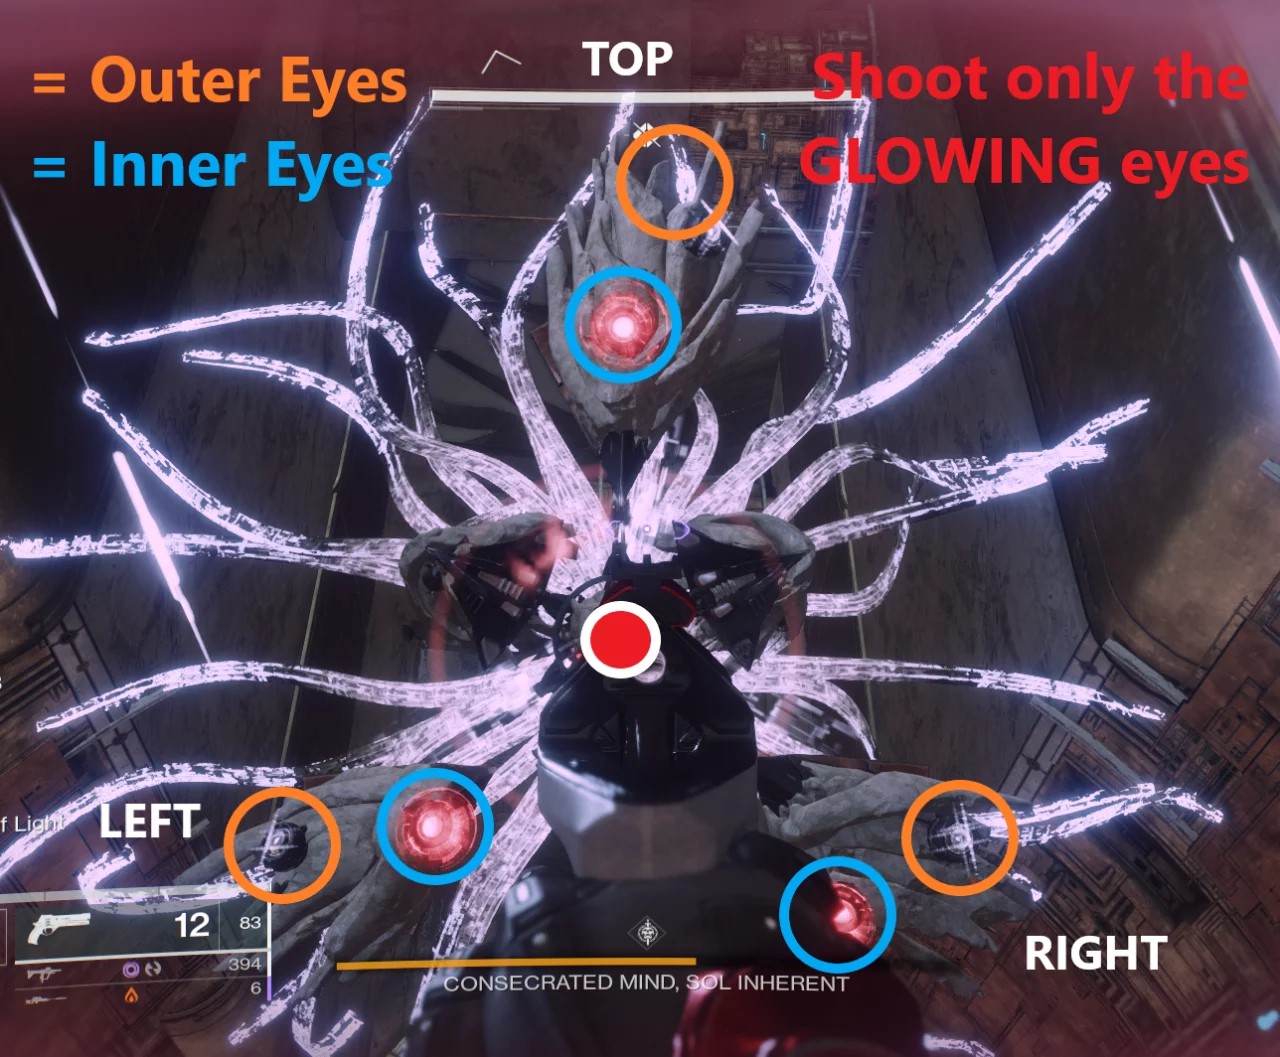 TOP
= Outer Eyes
= Inner Eyes
Shoot only the
GLOWING eyes
LEFT
f Light
12 83
394
6
RIGHT
CONSECRATED MIND, SOL INHERENT